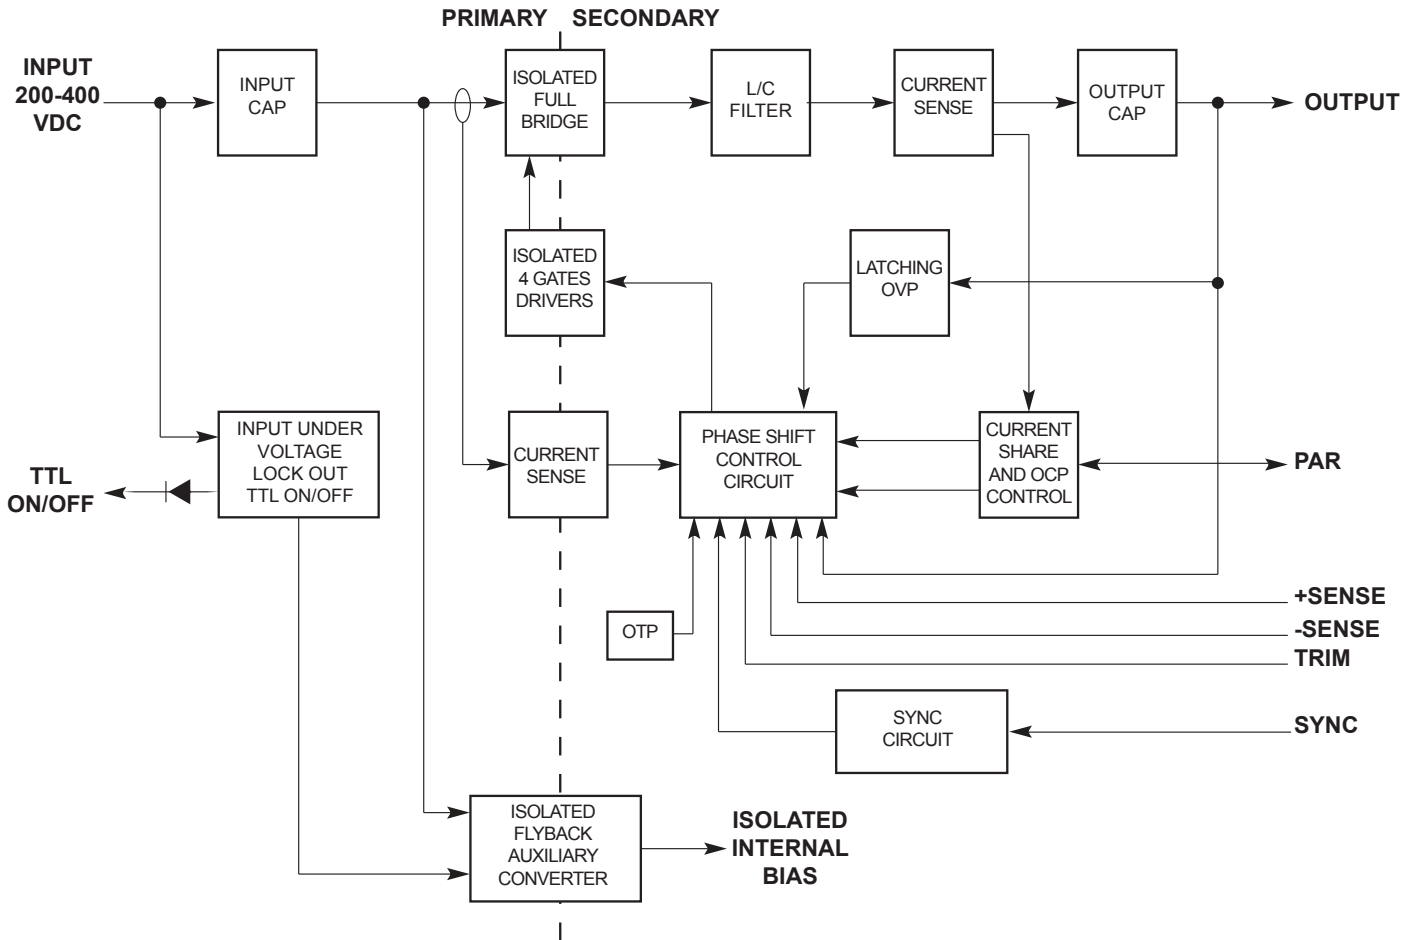 PRIMARY
SECONDARY
INPUT
200-400
VDC
INPUT
CAP
ISOLATED
FULL
BRIDGE
L/C
FILTER
CURRENT
SENSE
OUTPUT
CAP
OUTPUT
ISOLATED
4 GATES
DRIVERS
LATCHING
OVP
INPUT UNDER
VOLTAGE
LOCK OUT
TTL ON/OFF
TTL
ON/OFF
CURRENT
SENSE
PHASE SHIFT
CONTROL
CIRCUIT
CURRENT
SHARE
AND OCP
CONTROL
PAR
+SENSE
-SENSE
TRIM
OTP
SYNC
CIRCUIT
SYNC
ISOLATED
FLYBACK
AUXILIARY
CONVERTER
ISOLATED
INTERNAL
BIAS